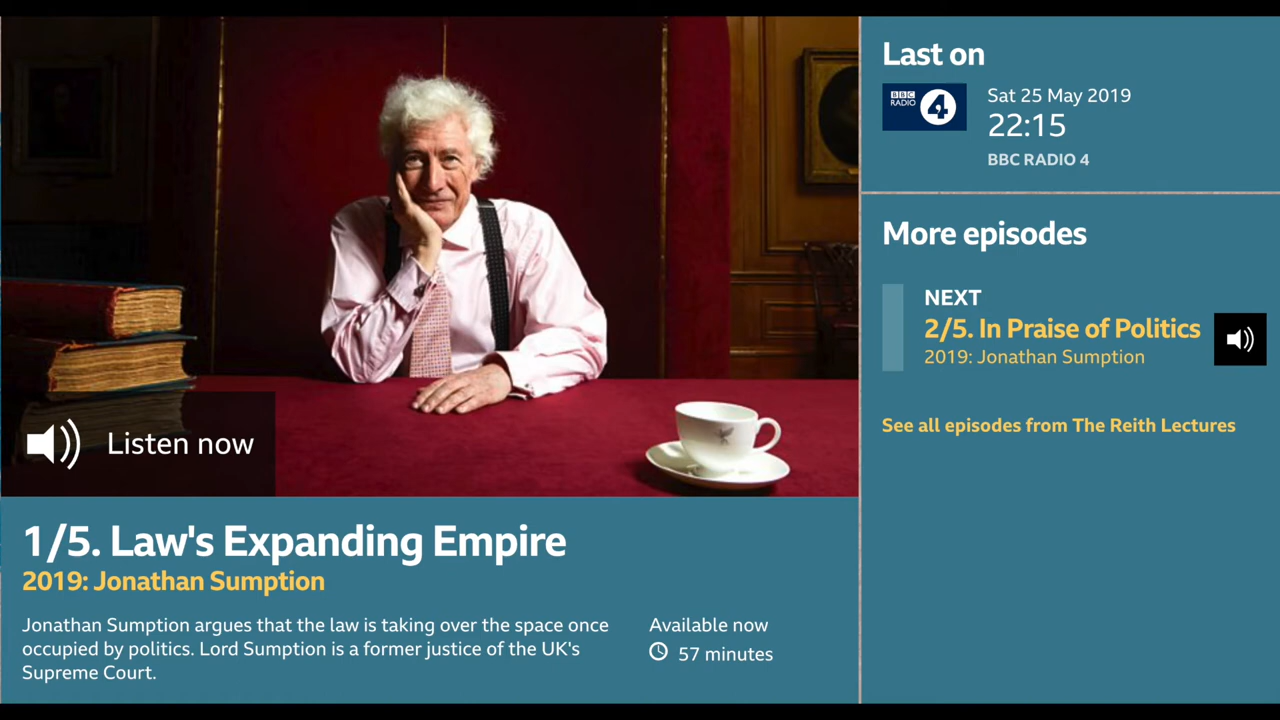 Listen now
1/5. Law's Expanding Empire
2019: Jonathan Sumption
Jonathan Sumption argues that the law is taking over the space once
occupied by politics. Lord Sumption is a former justice of the UK's
Supreme Court.
Available now
57 minutes
Last on
BBC
RADIO 4
Sat 25 May 2019
22:15
BBC RADIO 4
More episodes
NEXT
2/5. In Praise of Politics
2019: Jonathan Sumption
See all episodes from The Reith Lectures